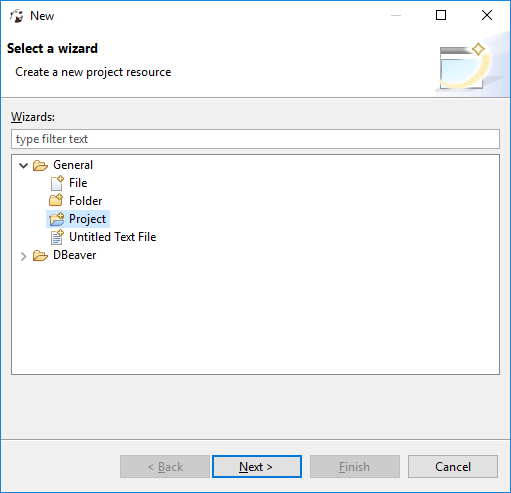 New
Select a wizard
Create a new project resource
Wizards:
type filter text
General
File
Folder
Project
Untitled Text File
DBeaver
< Back Next > Finish Cancel